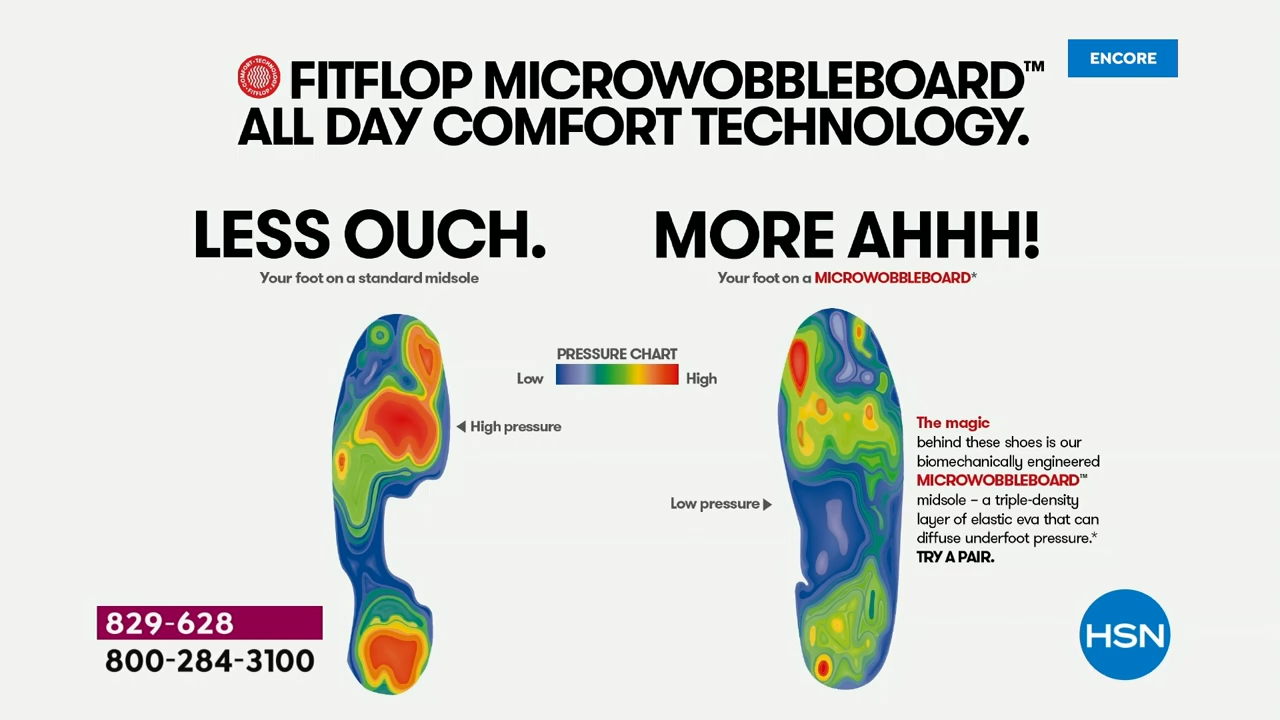 ENCORE
FITFLOP MICROWOBBLEBOARD™
ALL DAY COMFORT TECHNOLOGY.
LESS OUCH.
Your foot on a standard midsole
MORE AHHH!
Your foot on a MICROWOBBLEBOARD*
PRESSURE CHART
Low
High
High pressure
Low pressure
The magic
behind these shoes is our
biomechanically engineered
MICROWOBBLEBOARD™
midsole – a triple-density
layer of elastic eva that can
diffuse underfoot pressure.*
TRY A PAIR.
829-628
800-284-3100
HSN